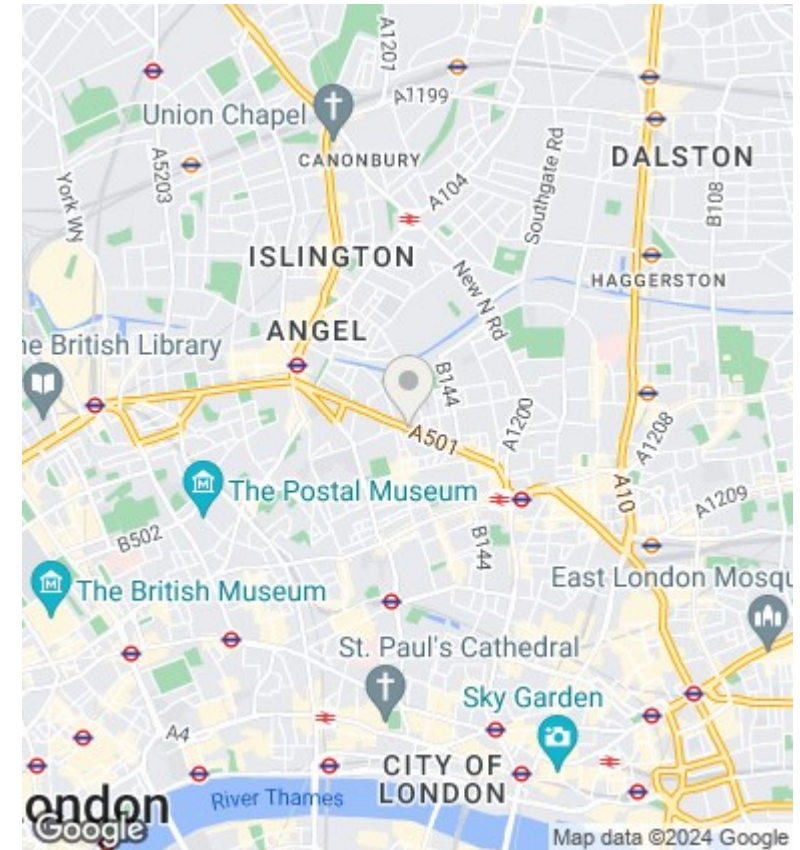 A1207
A1199
Union Chapel
CANONBURY
DALSTON
A5203
A104
Southgate Rd
B108
York Wy
ISLINGTON
HAGGERSTON
New N Rd
ANGEL
he British Library
B144
A1200
A1208
A501
The Postal Museum
A10
A1209
B502
B144
The British Museum
East London Mosqu
St. Paul's Cathedral
Sky Garden
A4
CITY OF
LONDON
ondon
River Thames
Google
Map data ©2024 Google